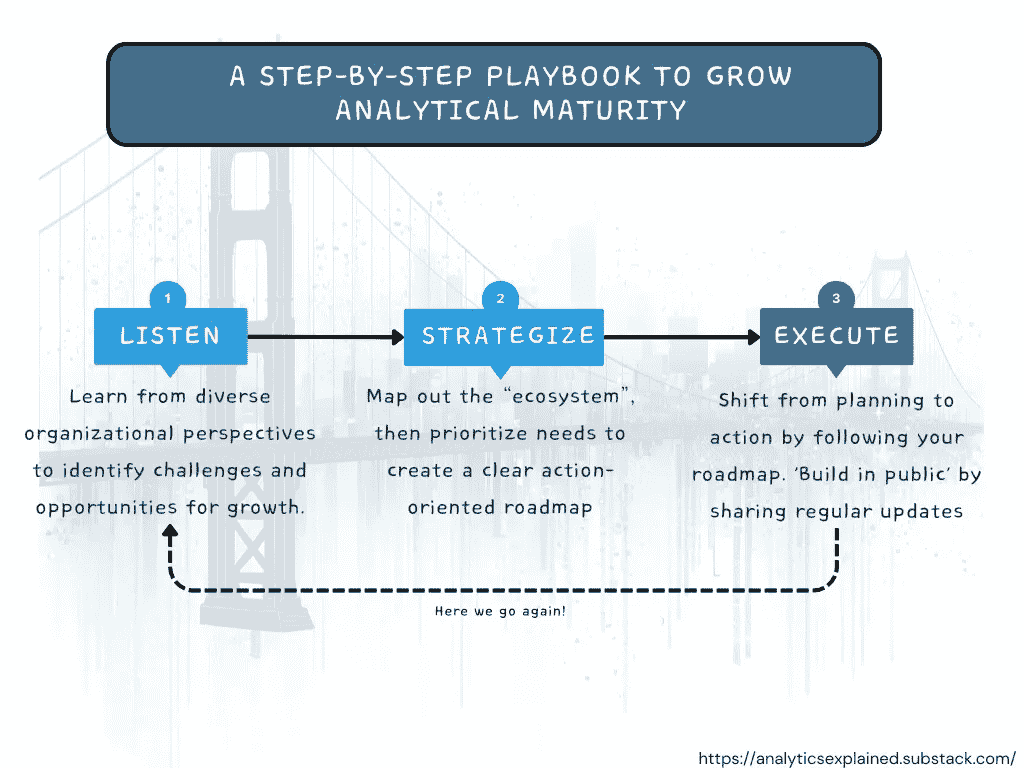 A STEP-BY-STEP PLAYBOOK TO GROW
ANALYTICAL MATURITY
1
LISTEN
Learn from diverse
organizational perspectives
to identify challenges and
opportunities for growth.
2
STRATEGIZE
Map out the “ecosystem”,
then prioritize needs to
create a clear action-
oriented roadmap
3
EXECUTE
Shift from planning to
action by following your
roadmap. ‘Build in public’ by
sharing regular updates
Here we go again!
https://analyticsexplained.substack.com/